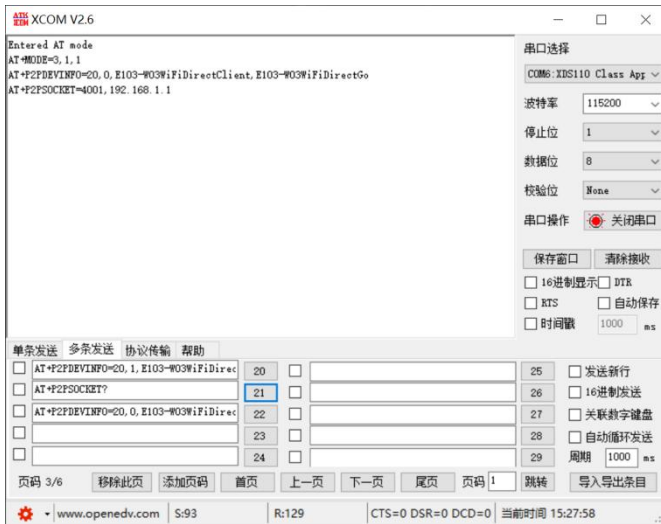 ATK XCOM XCOM V2.6
Entered AT mode
AT+MODE=3,1,1
AT+P2PDEVINFO=20,0,E103-W03WiFiDirectClient,E103-W03WiFiDirectGo
AT+P2PSOCKET=4001,192.168.1.1
串口选择
COM6:XDS110 Class App
波特率 115200
停止位 1
数据位 8
校验位 None
串口操作 关闭串口
保存窗口 清除接收
16进制显示 DTR
RTS 自动保存
时间戳 1000 ms
单条发送 多条发送 协议传输 帮助
AT+P2PDEVINFO=20,1,E103-W03WiFiDirec 20 25 发送新行
AT+P2PSOCKET? 21 26 16进制发送
AT+P2PDEVINFO=20,0,E103-W03WiFiDirec 22 27 关联数字键盘
23 28 自动循环发送
24 29 周期 1000 ms
页码 3/6 移除此页 添加页码 首页 上一页 下一页 尾页 页码 1 跳转 导入导出条目
www.openedv.com S:93 R:129 CTS=0 DSR=0 DCD=0 当前时间 15:27:58